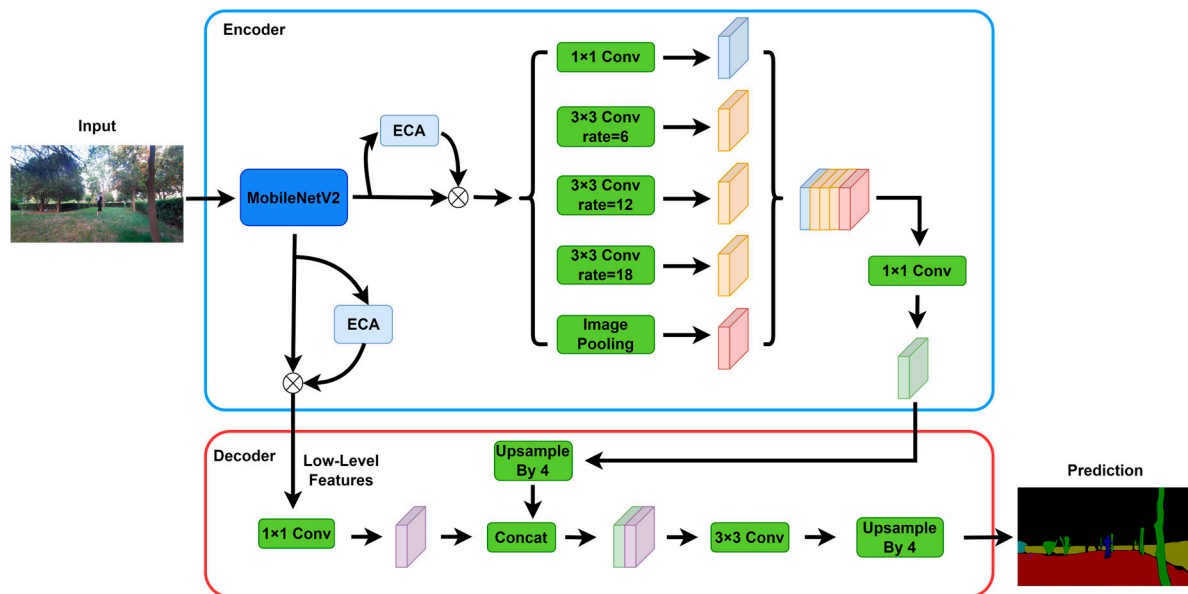 Encoder
Input
MobileNetV2
ECA
ECA
1×1 Conv
3×3 Conv
rate=6
3×3 Conv
rate=12
3×3 Conv
rate=18
Image
Pooling
1×1 Conv
Decoder
Low-Level
Features
Upsample
By 4
1×1 Conv
Concat
3×3 Conv
Upsample
By 4
Prediction